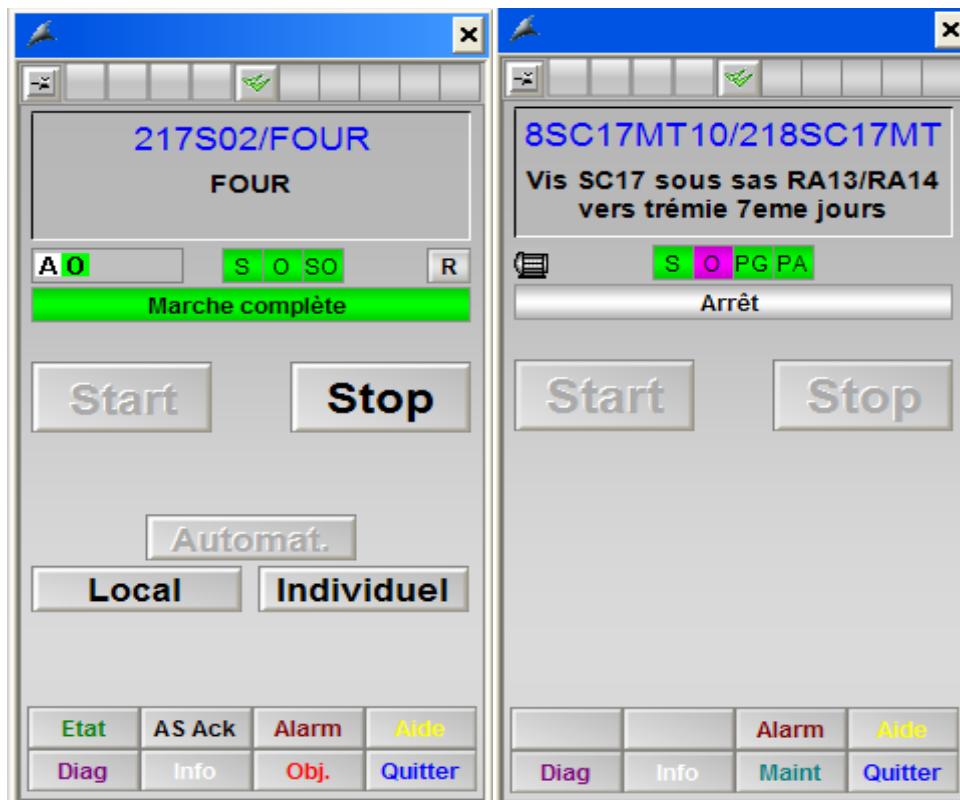 217S02/FOUR
FOUR
A O
S O SO
R
Marche complète
Start
Stop
Automat.
Local
Individuel
Etat
AS Ack
Alarm
Aide
Diag
Info
Obj.
Quitter
8SC17MT10/218SC17MT
Vis SC17 sous sas RA13/RA14
vers trémie 7eme jours
S O PG PA
Arrêt
Start
Stop
Alarm
Aide
Diag
Info
Maint
Quitter